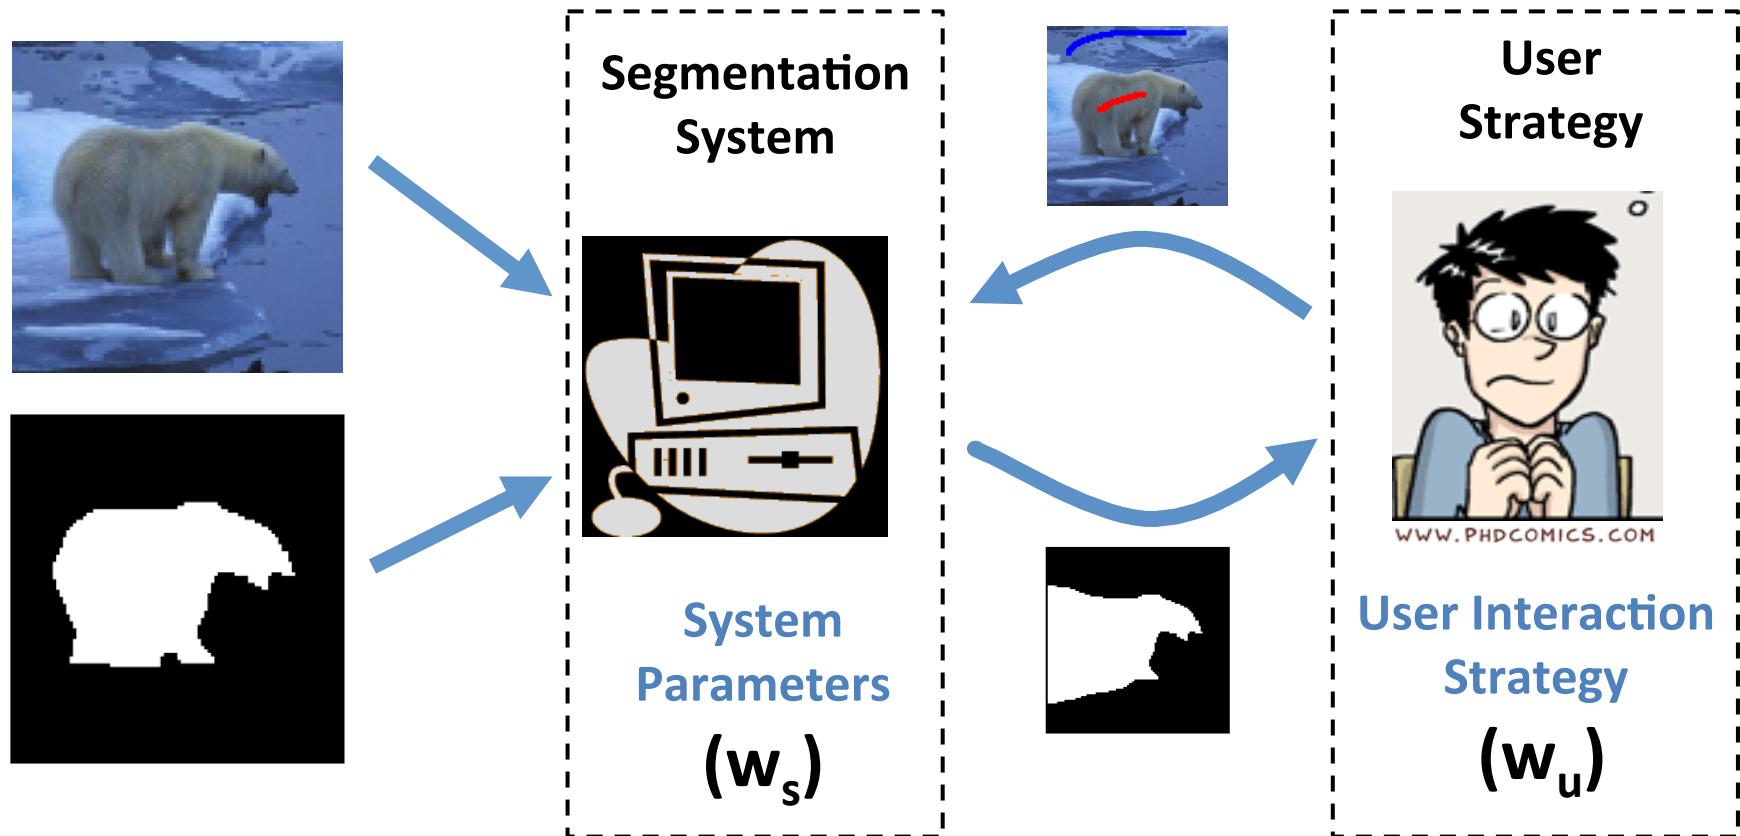 Segmentation
System
System
Parameters
(ws)
User
Strategy
WWW.PHDCOMICS.COM
User Interaction
Strategy
(wu)